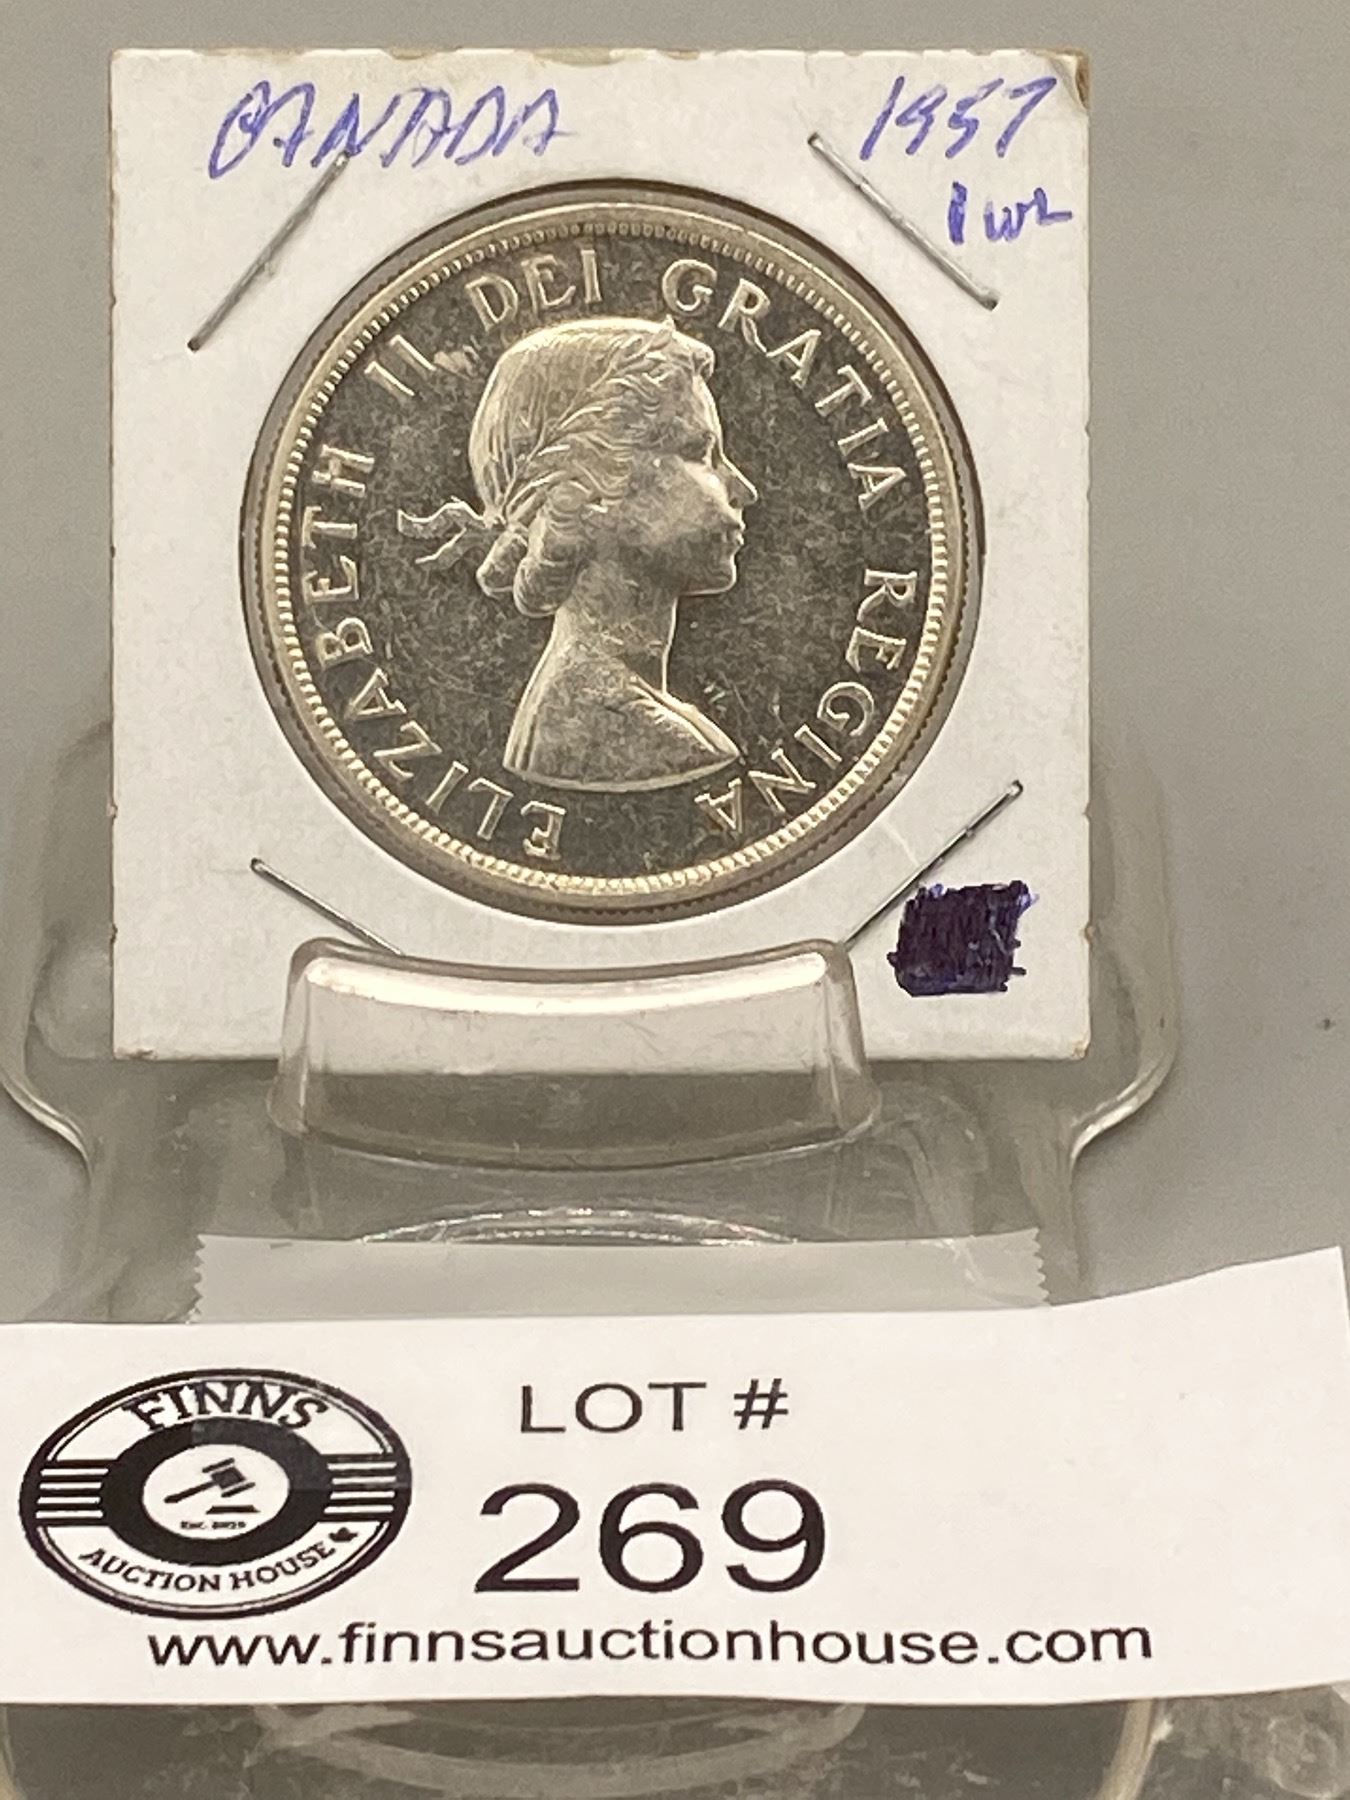 CANADA 1957
1 WL
ELIZABETH II DEI GRATIA REGINA
FINNS
AUCTION HOUSE
LOT #
269
www.finnsauctionhouse.com